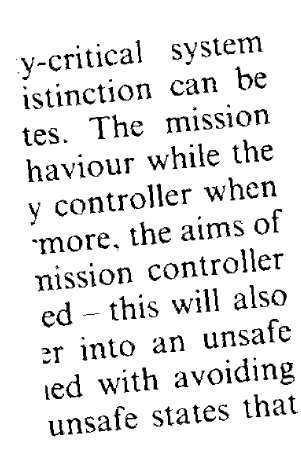 y-critical system
istinction can be
tes. The mission
haviour while the
y controller when
more, the aims of
mission controller
ed – this will also
er into an unsafe
ed with avoiding
unsafe states that